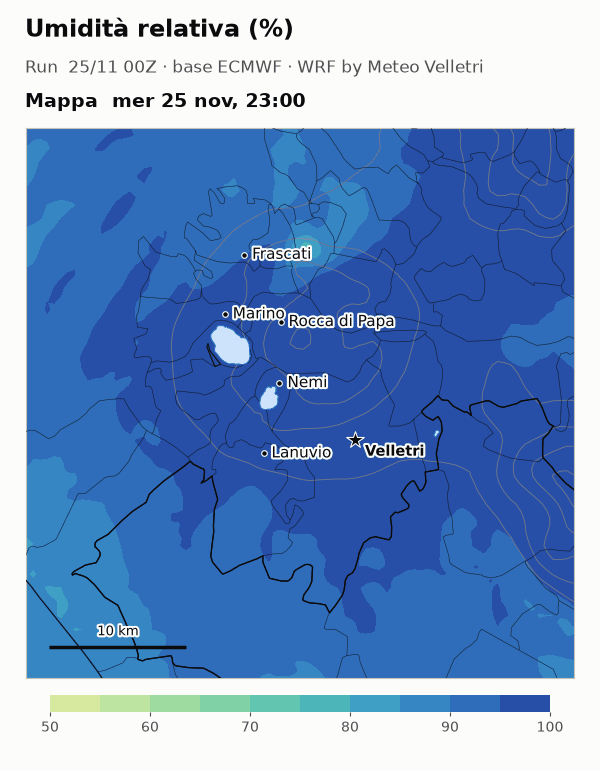 Umidità relativa (%)
Run  25/11 00Z · base ECMWF · WRF by Meteo Velletri
Mappa  mer 25 nov, 23:00
Frascati
Marino
Rocca di Papa
Nemi
Velletri
Lanuvio
10 km
50 60 70 80 90 100